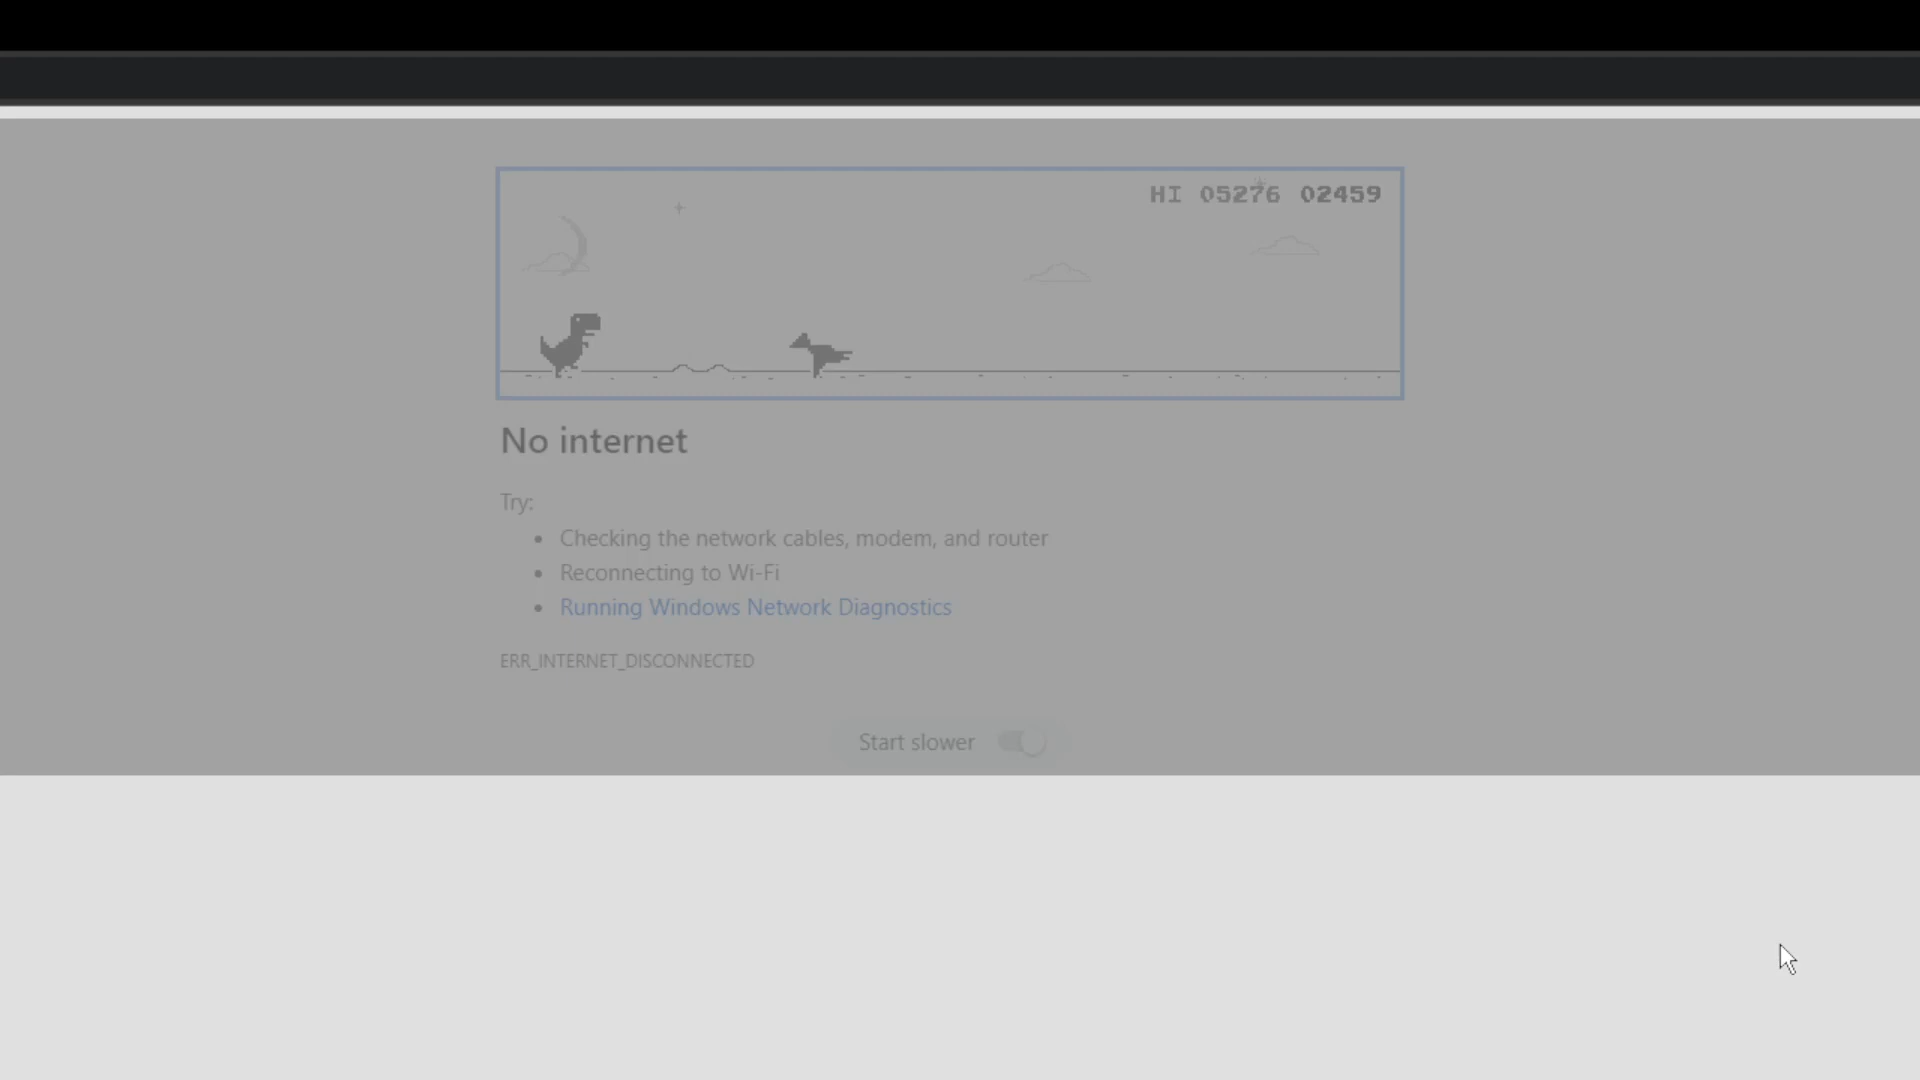 HI 05276 02459
No internet
Try:
Checking the network cables, modem, and router
Reconnecting to Wi-Fi
Running Windows Network Diagnostics
ERR_INTERNET_DISCONNECTED
Start slower